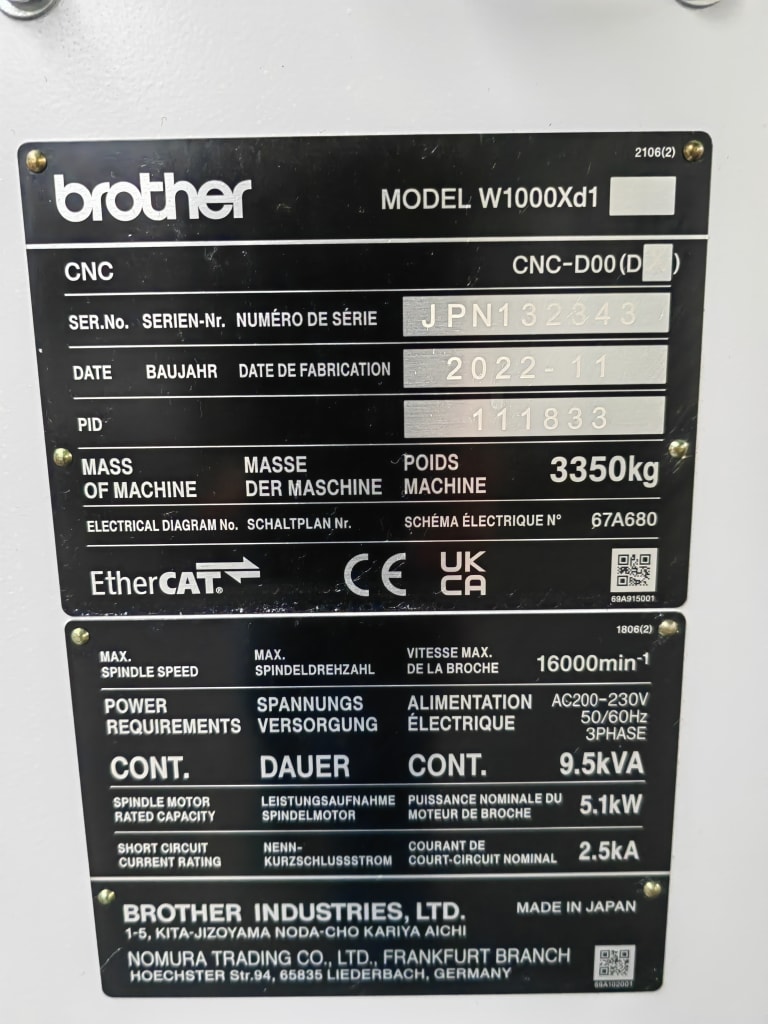 2106(2)
brother MODEL W1000Xd1
CNC CNC-D00(D )
SER.No. SERIEN-Nr. NUMÉRO DE SÉRIE JPN132343
DATE BAUJAHR DATE DE FABRICATION 2022-11
PID 111833
MASS MASSE POIDS 3350kg
OF MACHINE DER MASCHINE MACHINE
ELECTRICAL DIAGRAM No. SCHALTPLAN Nr. SCHÉMA ÉLECTRIQUE N° 67A680
EtherCAT® CE UK
CA
69A915001
1806(2)
MAX. MAX. VITESSE MAX. 16000min-1
SPINDLE SPEED SPINDELDREHZAHL DE LA BROCHE
POWER SPANNUNGS ALIMENTATION AC200-230V
REQUIREMENTS VERSORGUNG ÉLECTRIQUE 50/60Hz
3PHASE
CONT. DAUER CONT. 9.5kVA
SPINDLE MOTOR LEISTUNGSAUFNAHME PUISSANCE NOMINALE DU 5.1kW
RATED CAPACITY SPINDELMOTOR MOTEUR DE BROCHE
SHORT CIRCUIT NENN- COURANT DE 2.5kA
CURRENT RATING KURZSCHLUSSSTROM COURT-CIRCUIT NOMINAL
BROTHER INDUSTRIES, LTD. MADE IN JAPAN
1-5, KITA-JIZOYAMA NODA-CHO KARIYA AICHI
NOMURA TRADING CO., LTD., FRANKFURT BRANCH
HOECHSTER Str.94, 65835 LIEDERBACH, GERMANY
69A102001